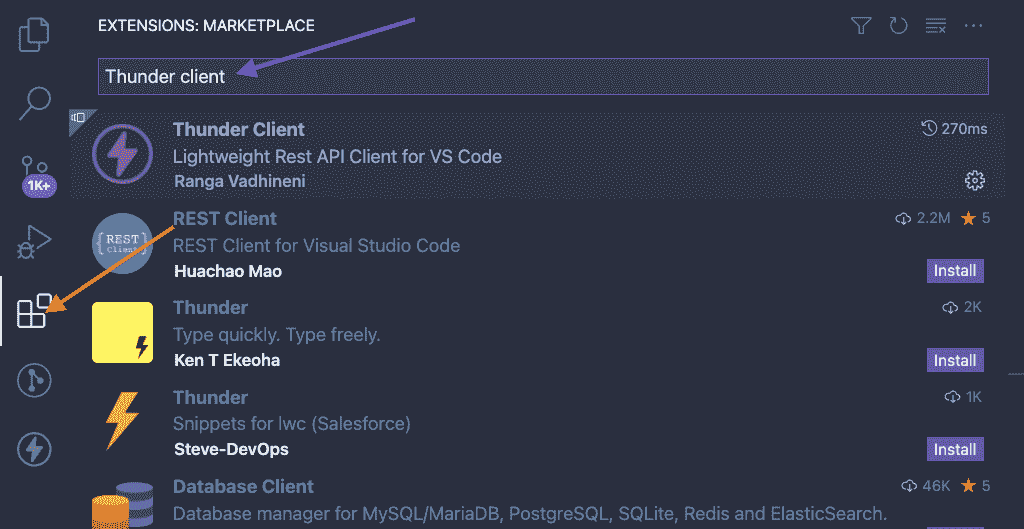 EXTENSIONS: MARKETPLACE
Thunder client
Thunder Client
270ms
Lightweight Rest API Client for VS Code
Ranga Vadhineni
1K+
REST Client
2.2M
5
{REST}
Client
REST Client for Visual Studio Code
Huachao Mao
Install
Thunder
2K
Type quickly. Type freely.
Ken T Ekeoha
Install
Thunder
1K
Snippets for lwc (Salesforce)
Steve-DevOps
Install
Database Client
46K
5
Database manager for MySQL/MariaDB, PostgreSQL, SQLite, Redis and ElasticSearch.